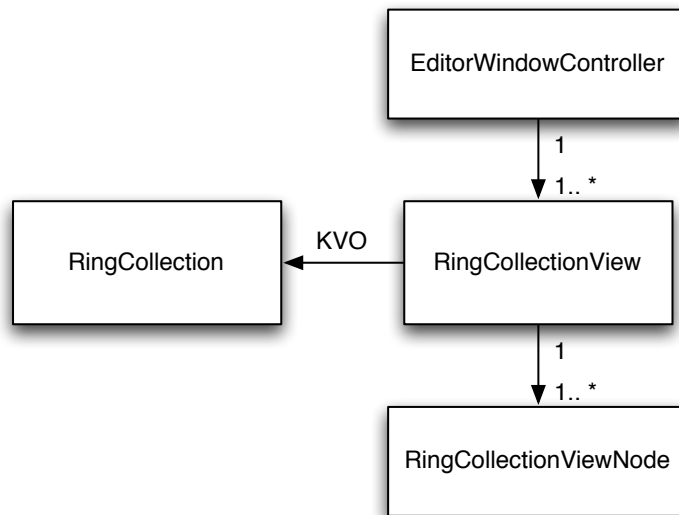 EditorWindowController
1
1.. *
KVO
RingCollection
RingCollectionView
1
1.. *
RingCollectionViewNode